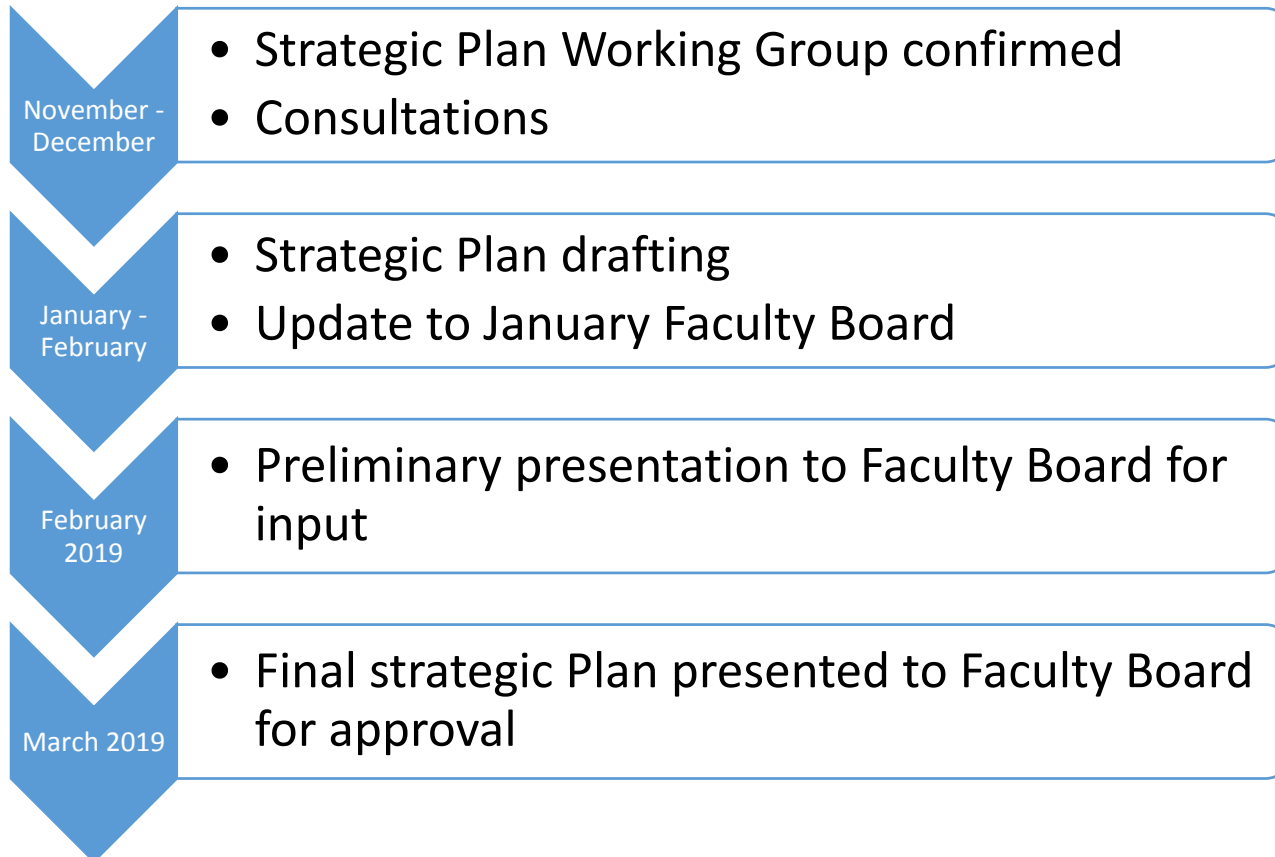 November -
December
• Strategic Plan Working Group confirmed
• Consultations
January -
February
• Strategic Plan drafting
• Update to January Faculty Board
February
2019
• Preliminary presentation to Faculty Board for
input
March 2019
• Final strategic Plan presented to Faculty Board
for approval